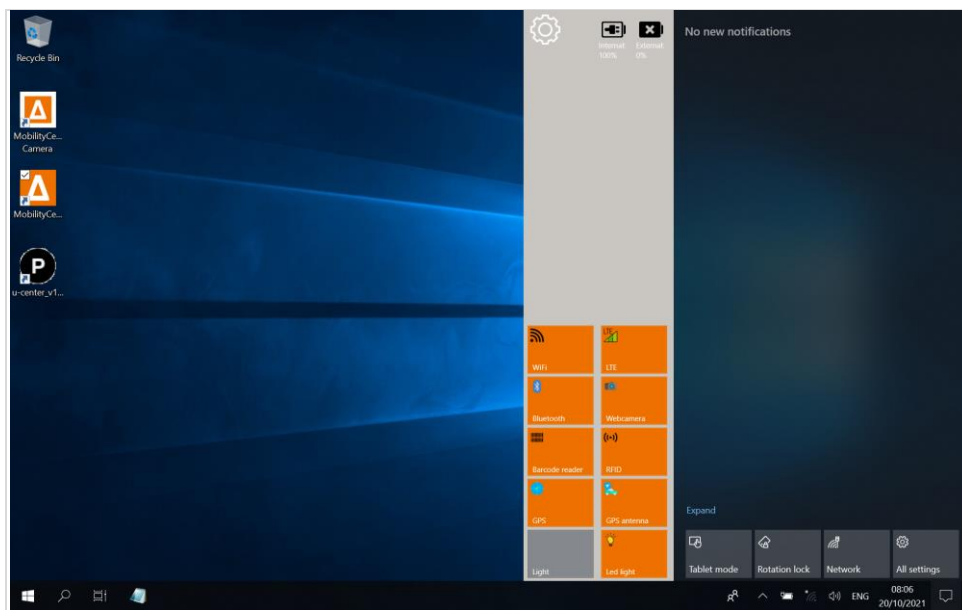 Recycle Bin
MobilityCe...
Camera
MobilityCe...
P
u-center_v1...
Internal
100%
External
0%
WiFi
LTE
LTE
Bluetooth
Webcamera
Barcode reader
RFID
GPS
GPS antenna
Light
Led light
No new notifications
Expand
Tablet mode
Rotation lock
Network
All settings
ENG
08:06
20/10/2021